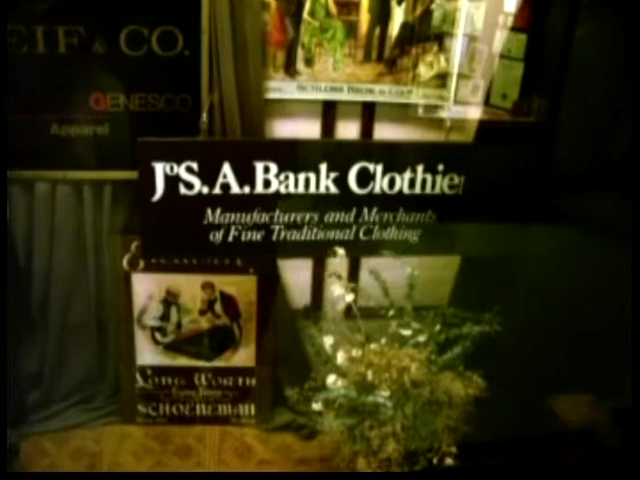 EIF & CO.
GENESCO
Apparel
SCHLOSS BROS. & CO.
JoS. A. Bank Clothie
Manufacturers and Merchants
of Fine Traditional Clothing
Long Worth
SCHOENEMAN